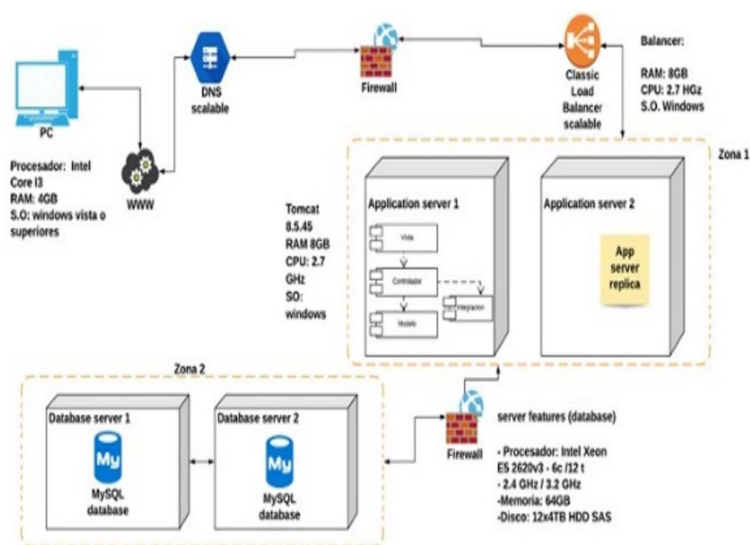 PC
Procesador: Intel
Core I3
RAM: 4GB
S.O: windows vista o
superiores
WWW
DNS
scalable
Firewall
Classic
Load
Balancer
scalable
Balancer:
RAM: 8GB
CPU: 2.7 HGz
S.O. Windows
Zona 1
Tomcat
8.5.45
RAM 8GB
CPU: 2.7
GHz
SO:
windows
Application server 1
Vista
Controlador
Integracion
Modelo
Application server 2
App
server
replica
Zona 2
Database server 1
My
MySQL
database
Database server 2
My
MySQL
database
Firewall
server features (database)
- Procesador: Intel Xeon
E5 2620v3 - 6c /12 t
- 2.4 GHz / 3.2 GHz
-Memoria: 64GB
-Disco: 12x4TB HDD SAS